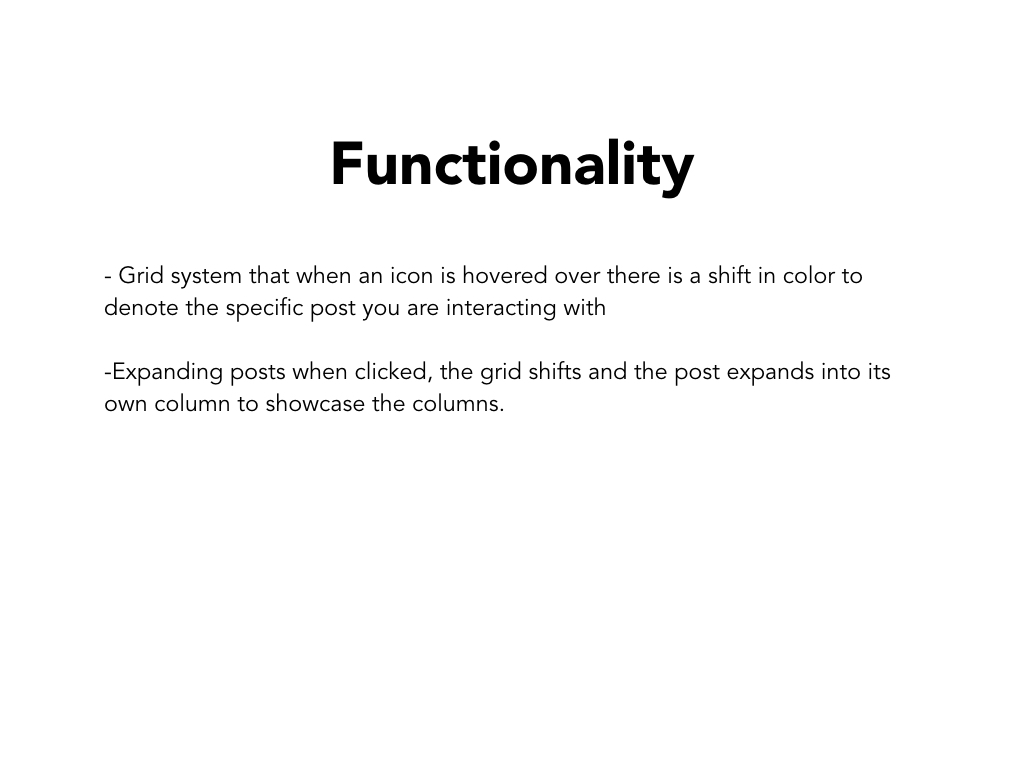 Functionality
- Grid system that when an icon is hovered over there is a shift in color to
denote the specific post you are interacting with
-Expanding posts when clicked, the grid shifts and the post expands into its
own column to showcase the columns.